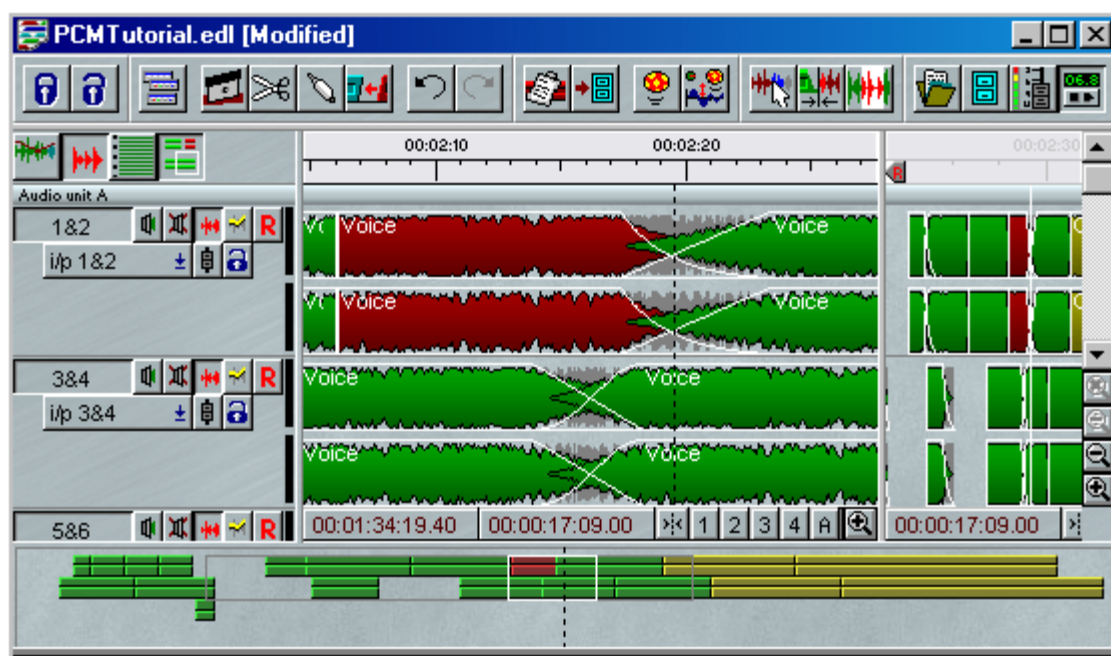 PCMTutorial.edl [Modified]
06.8
00:02:10 00:02:20 00:02:30
R
Audio unit A
1&2 R
i/p 1&2
Voice Voice
Voice Voice
3&4 R
i/p 3&4
Voice Voice
Voice Voice
5&6 R
00:01:34:19.40 00:00:17:09.00 1 2 3 4 A 00:00:17:09.00